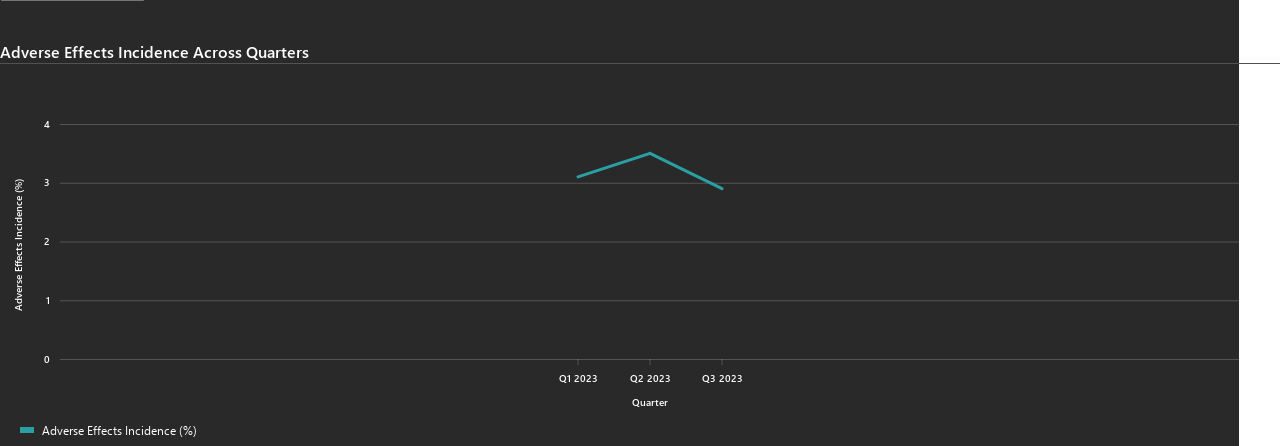 Adverse Effects Incidence Across Quarters
4
3
2
1
0
Adverse Effects Incidence (%)
Q1 2023 Q2 2023 Q3 2023
Quarter
Adverse Effects Incidence (%)